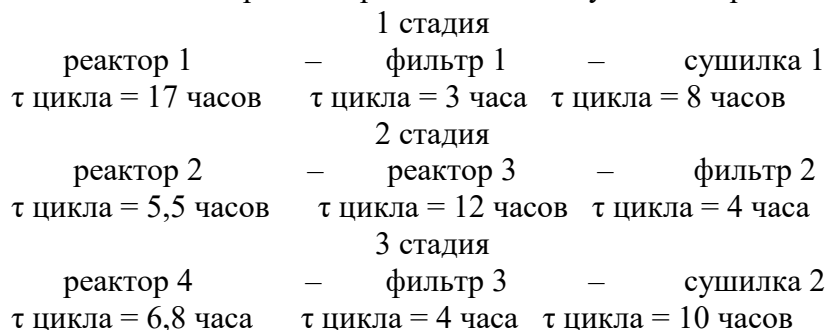 1 стадия
реактор 1 – фильтр 1 – сушилка 1
τ цикла = 17 часов τ цикла = 3 часа τ цикла = 8 часов
2 стадия
реактор 2 – реактор 3 – фильтр 2
τ цикла = 5,5 часов τ цикла = 12 часов τ цикла = 4 часа
3 стадия
реактор 4 – фильтр 3 – сушилка 2
τ цикла = 6,8 часа τ цикла = 4 часа τ цикла = 10 часов